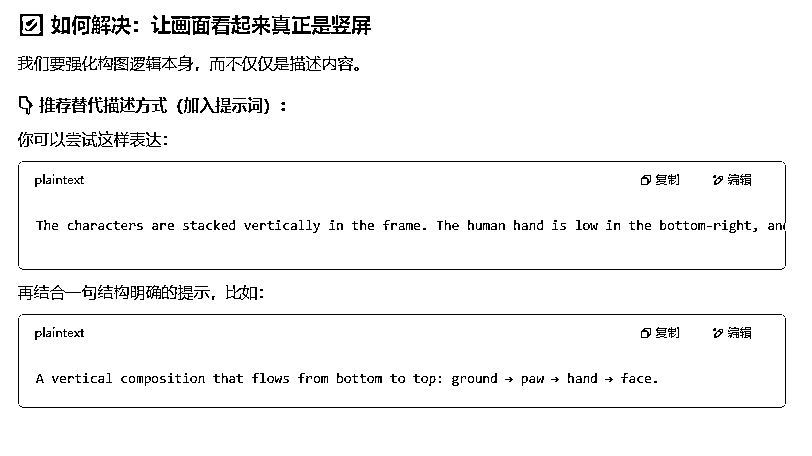 ☑ 如何解决：让画面看起来真正是竖屏
我们要强化构图逻辑本身，而不仅仅是描述内容。
👇 推荐替代描述方式（加入提示词）：
你可以尝试这样表达：
plaintext 复制 编辑
The characters are stacked vertically in the frame. The human hand is low in the bottom-right, and
再结合一句结构明确的提示，比如：
plaintext 复制 编辑
A vertical composition that flows from bottom to top: ground → paw → hand → face.